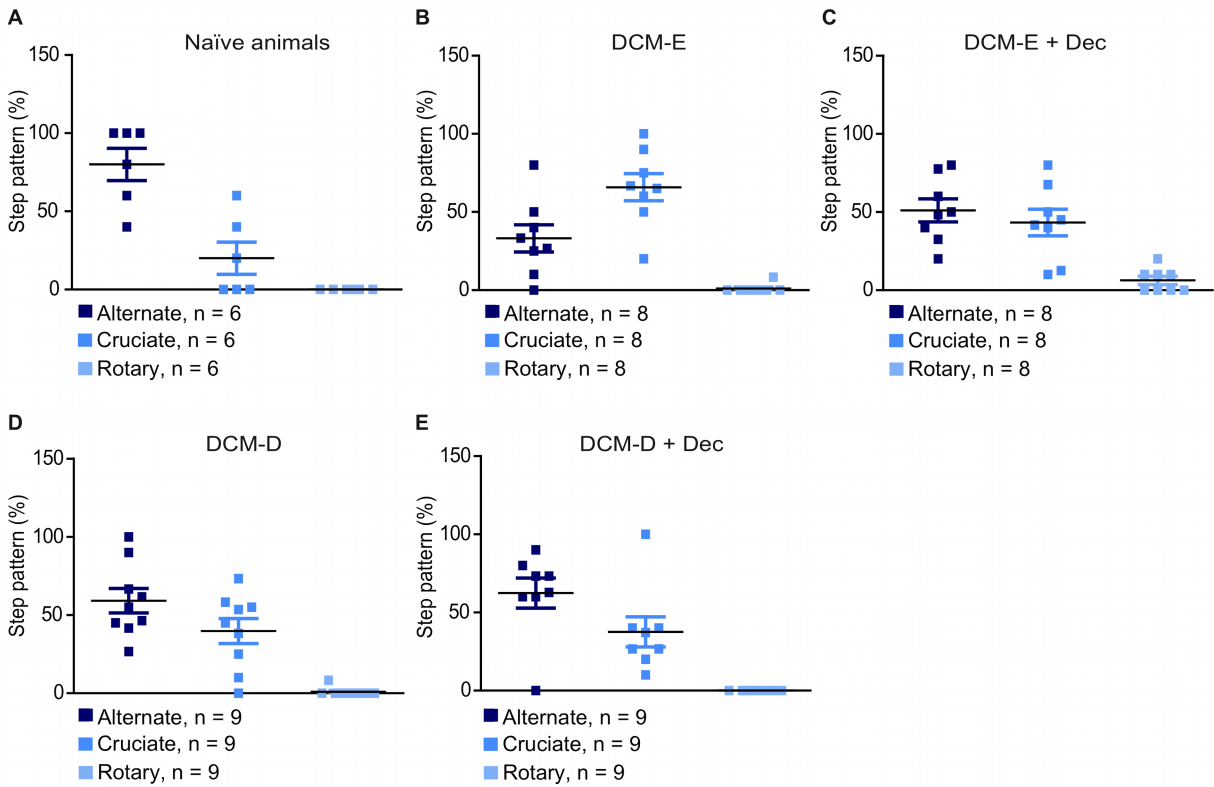 A
Naïve animals
Step pattern (%)
150
100
50
0
Alternate, n = 6
Cruciate, n = 6
Rotary, n = 6
B
DCM-E
Step pattern (%)
150
100
50
0
Alternate, n = 8
Cruciate, n = 8
Rotary, n = 8
C
DCM-E + Dec
Step pattern (%)
150
100
50
0
Alternate, n = 8
Cruciate, n = 8
Rotary, n = 8
D
DCM-D
Step pattern (%)
150
100
50
0
Alternate, n = 9
Cruciate, n = 9
Rotary, n = 9
E
DCM-D + Dec
Step pattern (%)
150
100
50
0
Alternate, n = 9
Cruciate, n = 9
Rotary, n = 9